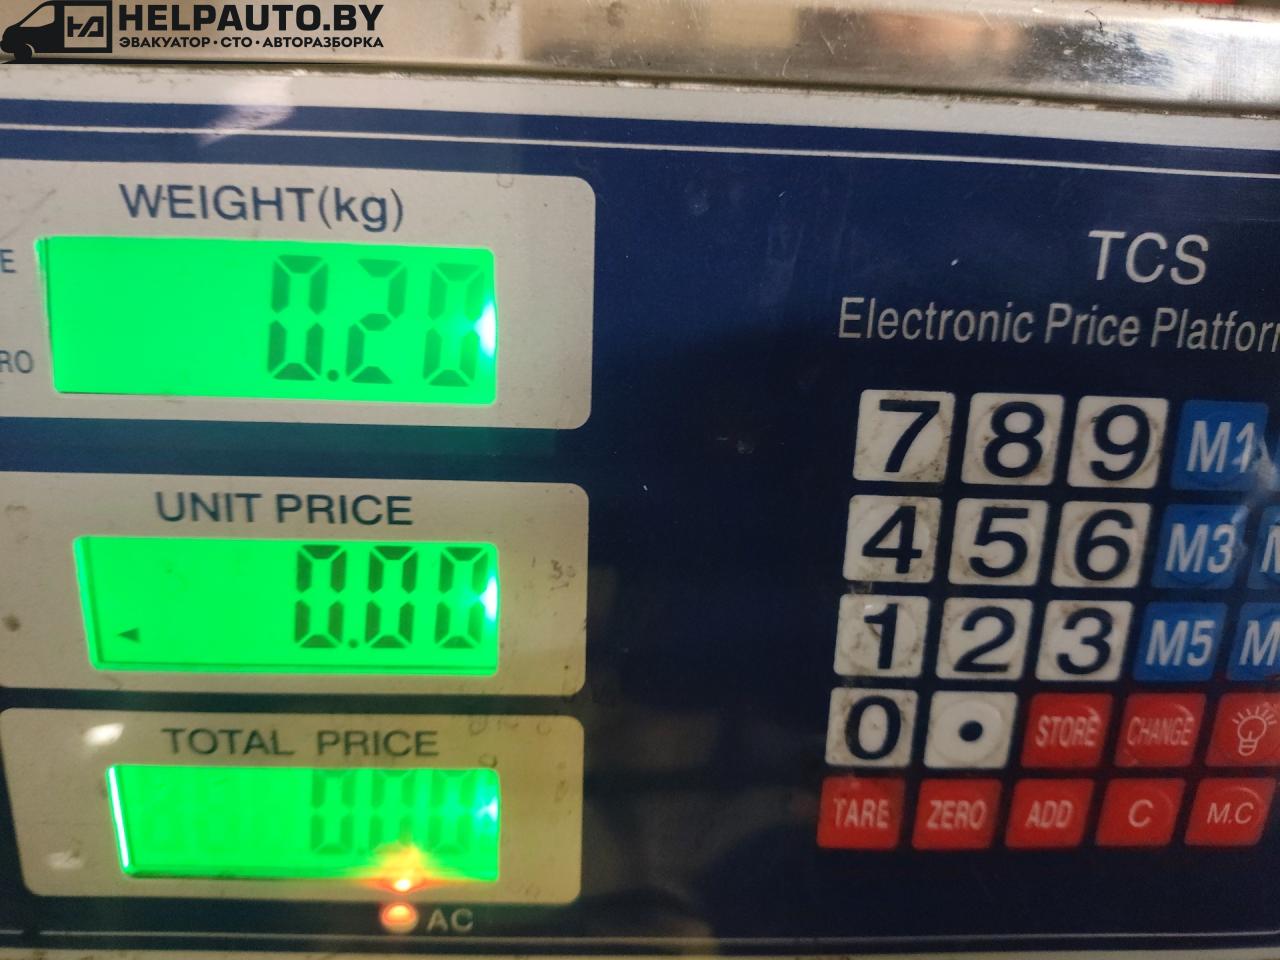 HELPAUTO.BY
ЭВАКУАТОР • СТО • АВТОРАЗБОРКА
WEIGHT(kg)
0.20
TCS
Electronic Price Platfor
UNIT PRICE
0.00
TOTAL PRICE
0.00
AC
7 8 9 M1
4 5 6 M3
1 2 3 M5
0 • STORE CHANGE
TARE ZERO ADD C M.C